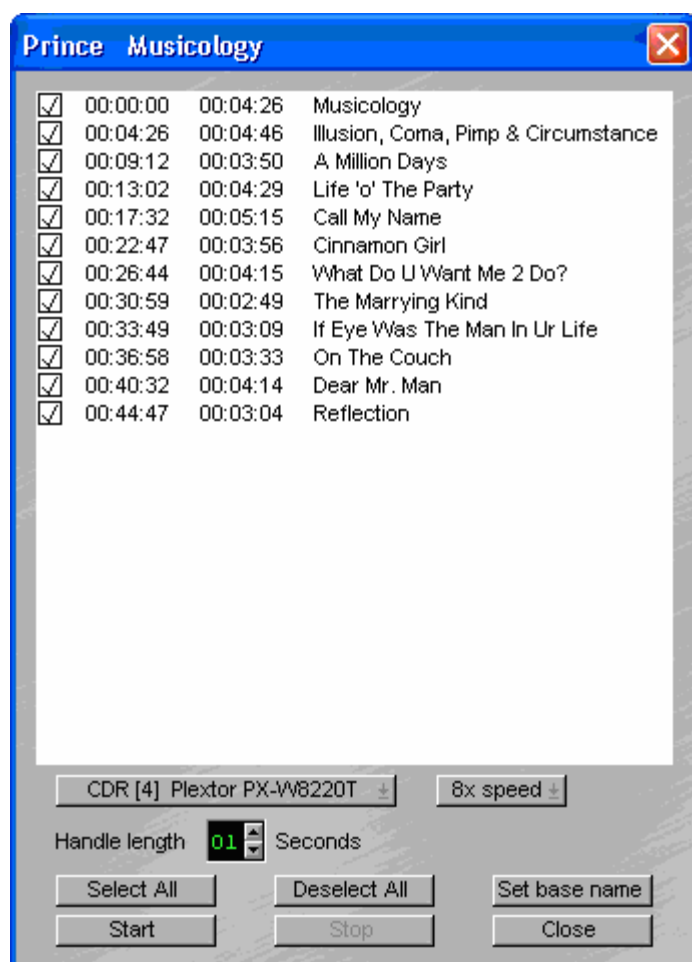 Prince Musicology
00:00:00 00:04:26 Musicology
00:04:26 00:04:46 Illusion, Coma, Pimp & Circumstance
00:09:12 00:03:50 A Million Days
00:13:02 00:04:29 Life 'o' The Party
00:17:32 00:05:15 Call My Name
00:22:47 00:03:56 Cinnamon Girl
00:26:44 00:04:15 What Do U Want Me 2 Do?
00:30:59 00:02:49 The Marrying Kind
00:33:49 00:03:09 If Eye Was The Man In Ur Life
00:36:58 00:03:33 On The Couch
00:40:32 00:04:14 Dear Mr. Man
00:44:47 00:03:04 Reflection
CDR [4] Plextor PX-W8220T 8x speed
Handle length 01 Seconds
Select All Deselect All Set base name
Start Stop Close